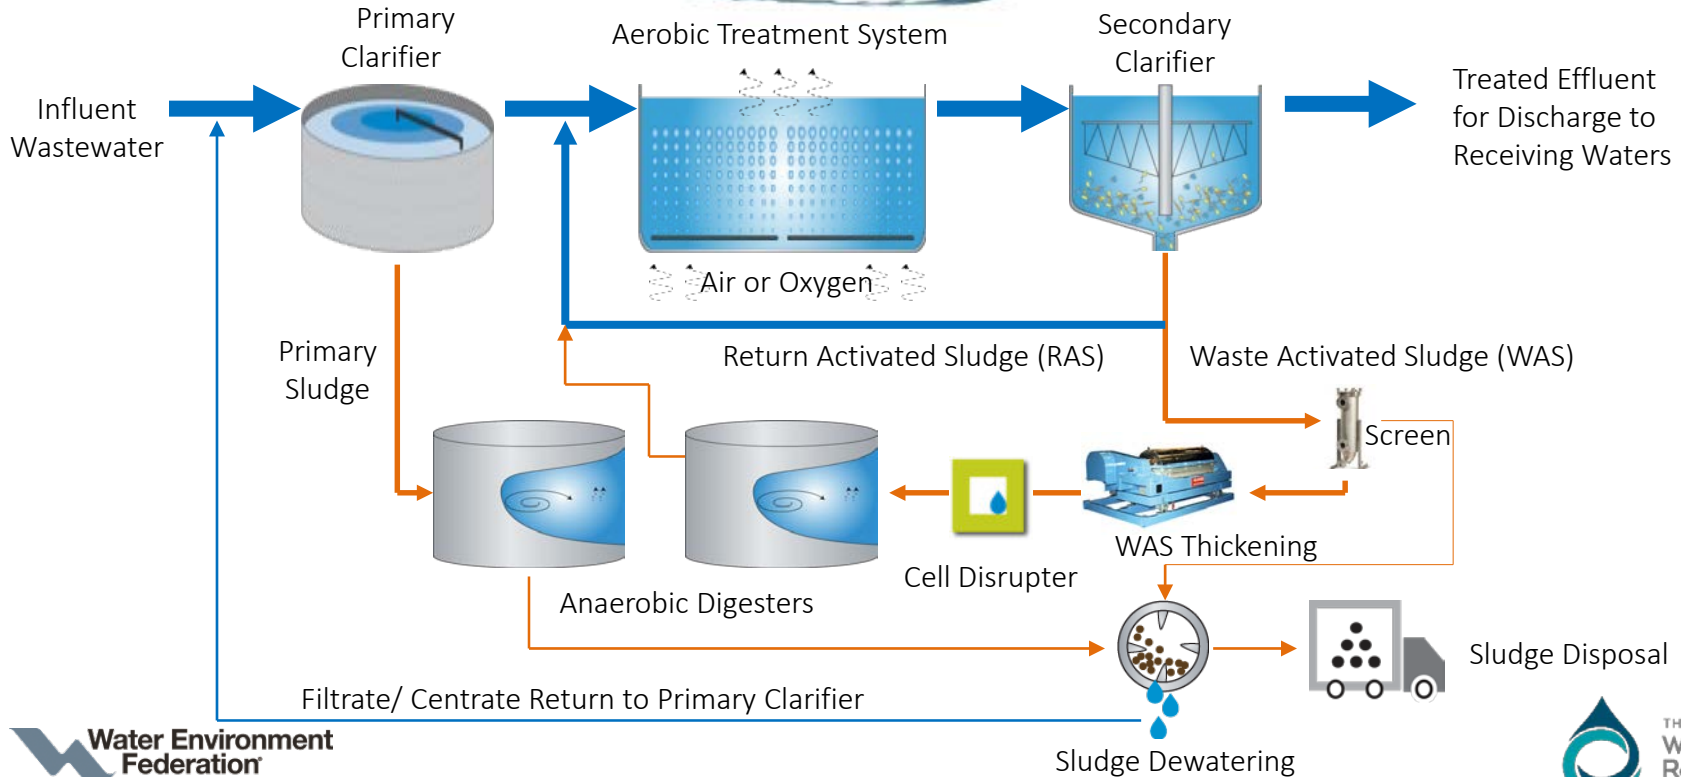 Primary
Clarifier
Aerobic Treatment System
Secondary
Clarifier
Influent
Wastewater
Treated Effluent
for Discharge to
Receiving Waters
Air or Oxygen
Primary
Sludge
Return Activated Sludge (RAS)
Waste Activated Sludge (WAS)
Screen
WAS Thickening
Cell Disrupter
Anaerobic Digesters
Sludge Disposal
Filtrate/ Centrate Return to Primary Clarifier
Sludge Dewatering
Water Environment
Federation
TH
W
Re